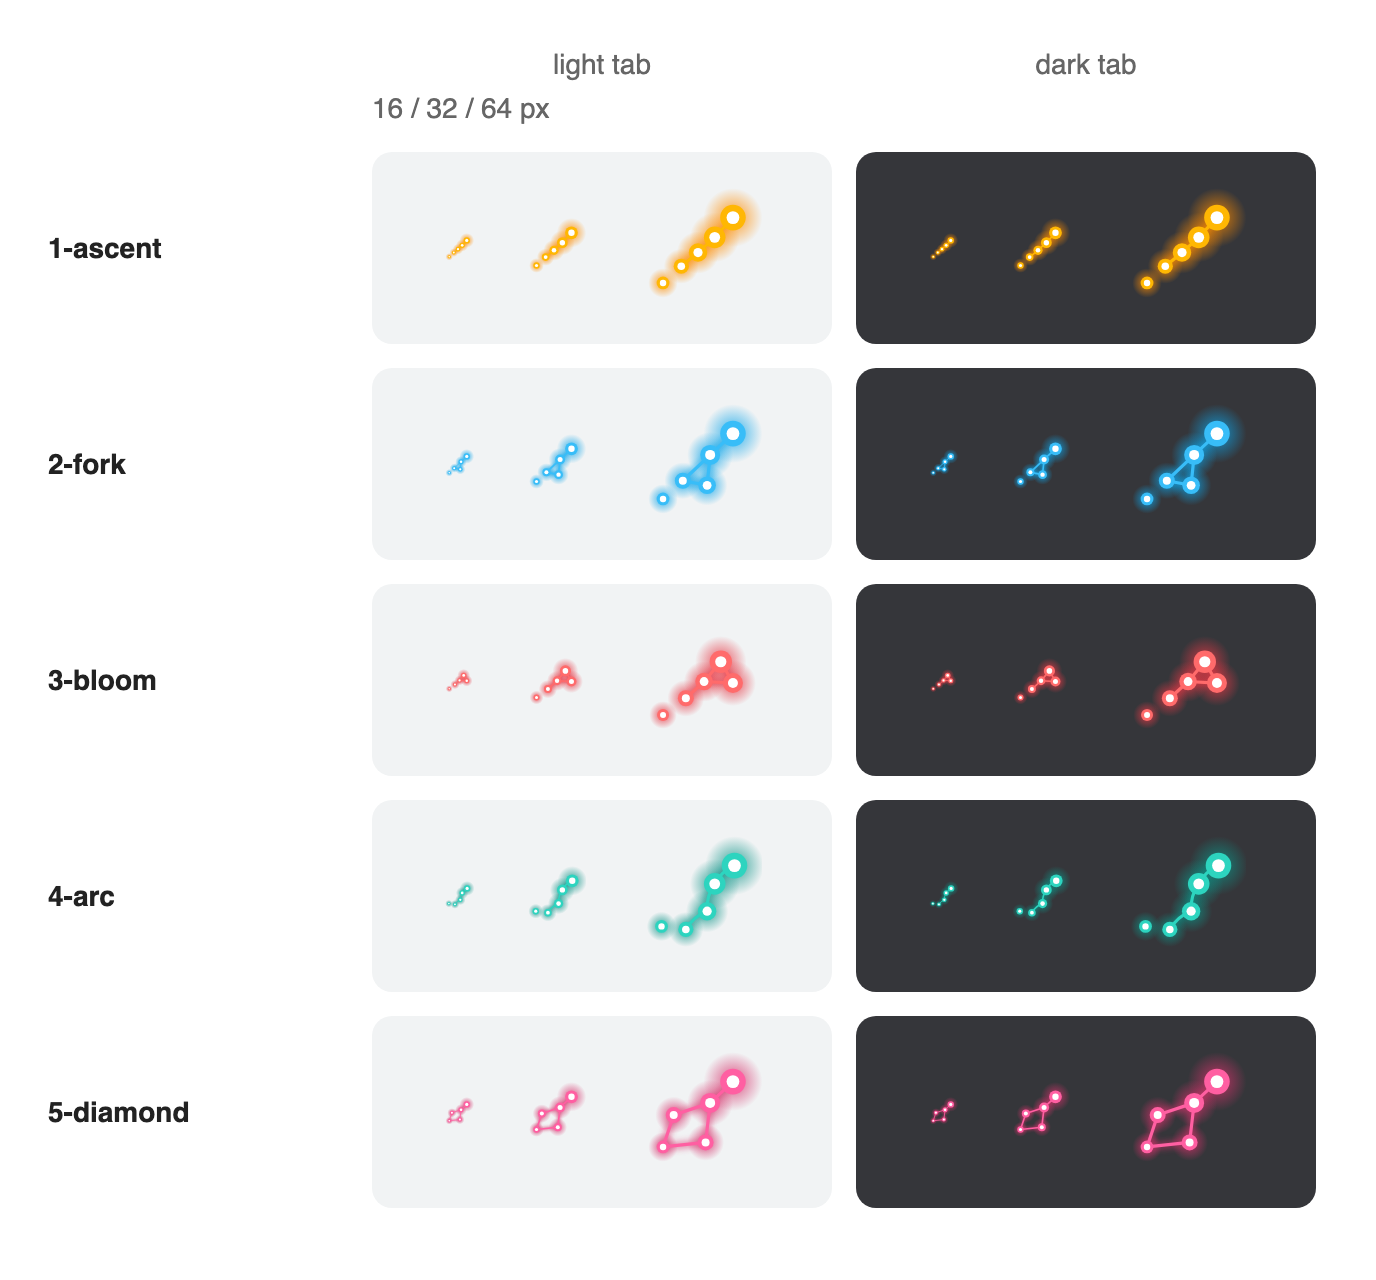 light tab
dark tab
16 / 32 / 64 px
1-ascent
2-fork
3-bloom
4-arc
5-diamond